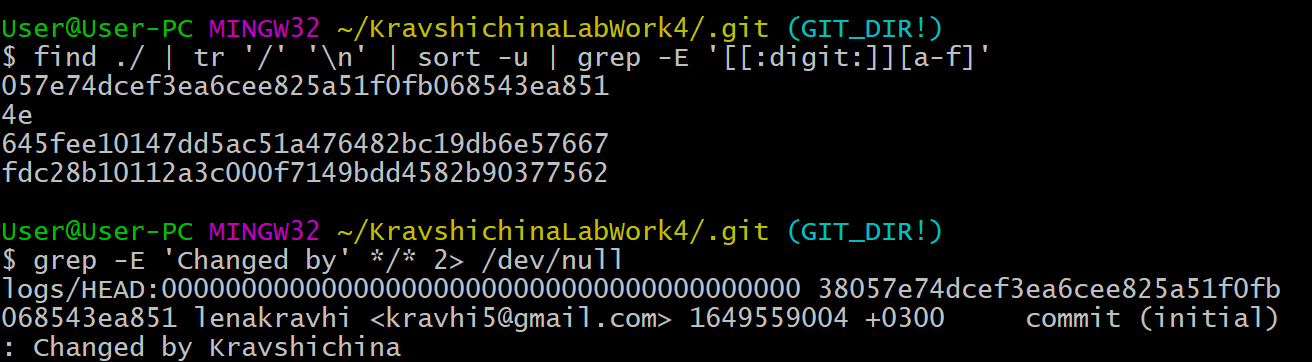 User@User-PC MINGW32 ~/KravshichinaLabWork4/.git (GIT_DIR!)
$ find ./ | tr '/' '\n' | sort -u | grep -E '[[:digit:]][a-f]'
057e74dcef3ea6cee825a51f0fb068543ea851
4e
645fee10147dd5ac51a476482bc19db6e57667
fdc28b10112a3c000f7149bdd4582b90377562
User@User-PC MINGW32 ~/KravshichinaLabWork4/.git (GIT_DIR!)
$ grep -E 'Changed by' */* 2> /dev/null
logs/HEAD:0000000000000000000000000000000000000000 38057e74dcef3ea6cee825a51f0fb
068543ea851 lenakravhi <kravhi5@gmail.com> 1649559004 +0300     commit (initial)
: Changed by Kravshichina